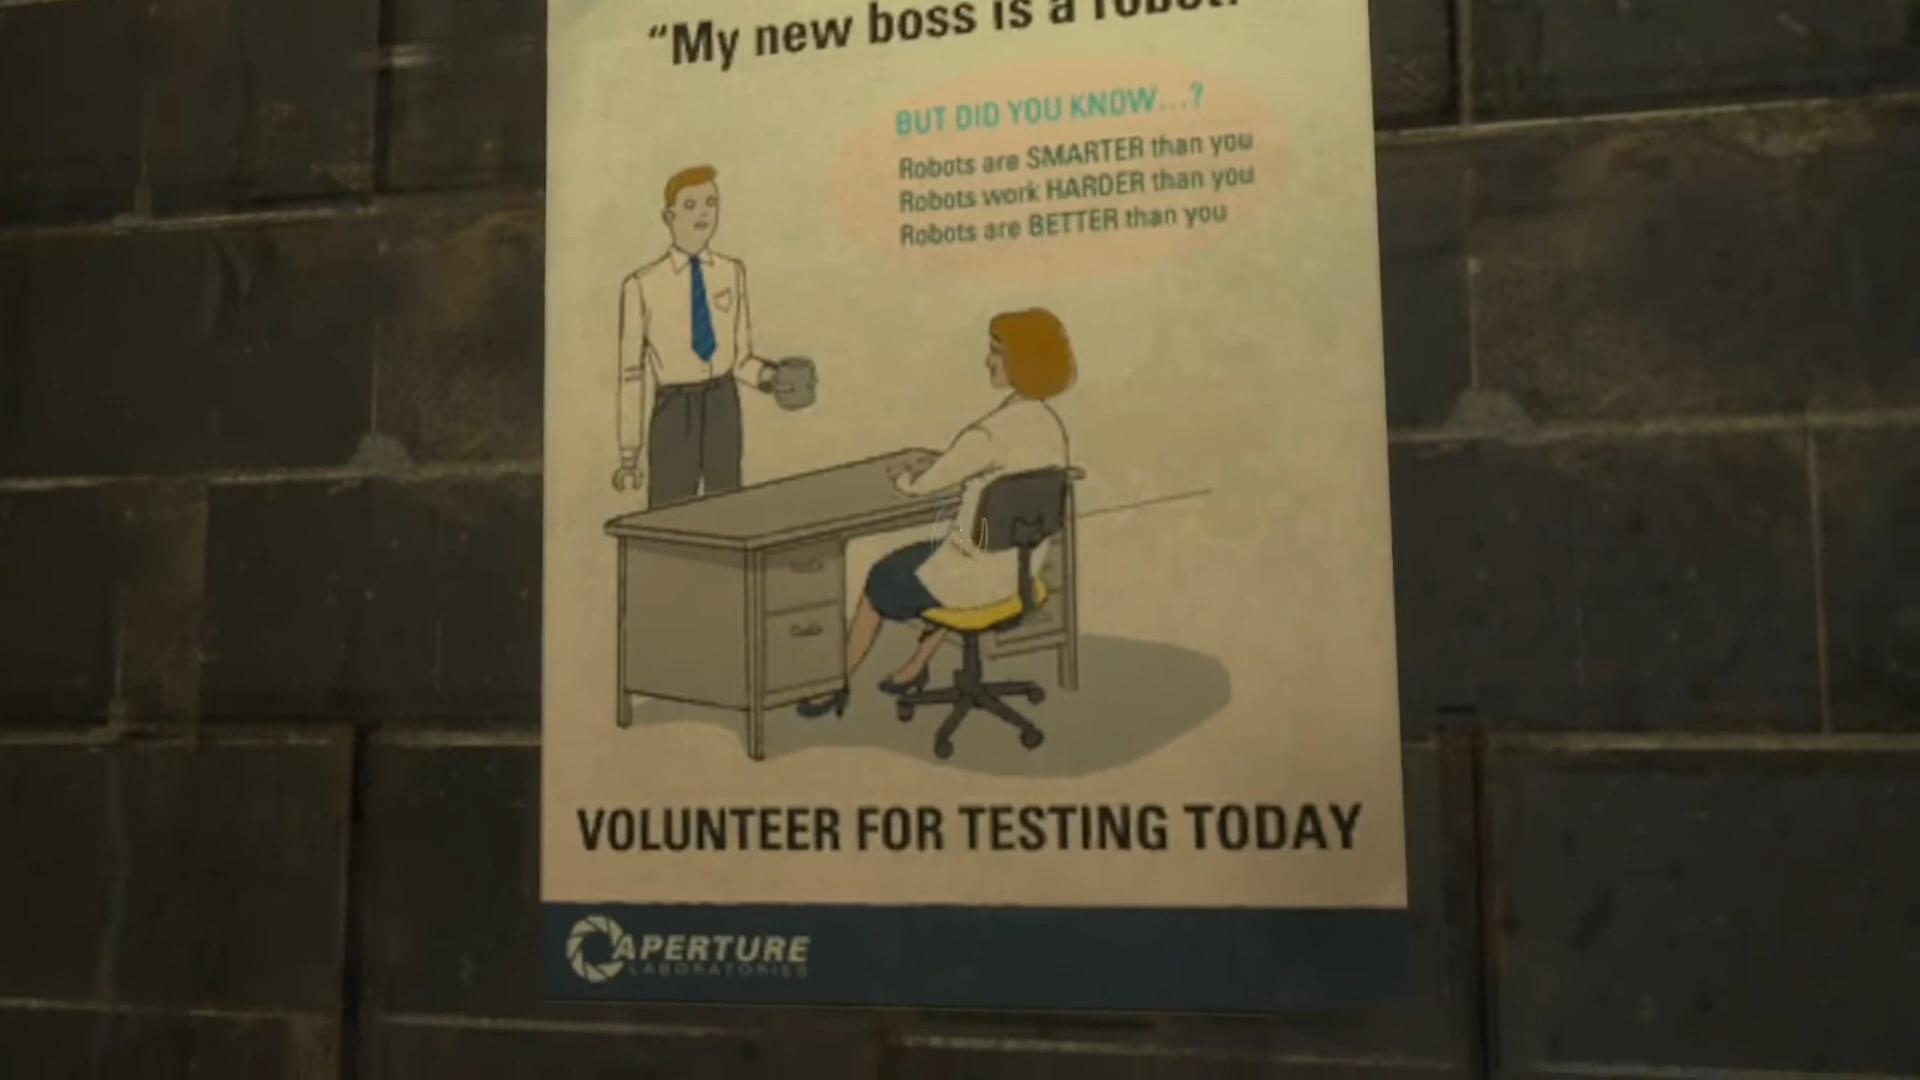 "My new boss is a robot!"
BUT DID YOU KNOW...?
Robots are SMARTER than you
Robots work HARDER than you
Robots are BETTER than you
VOLUNTEER FOR TESTING TODAY
APERTURE
LABORATORIES